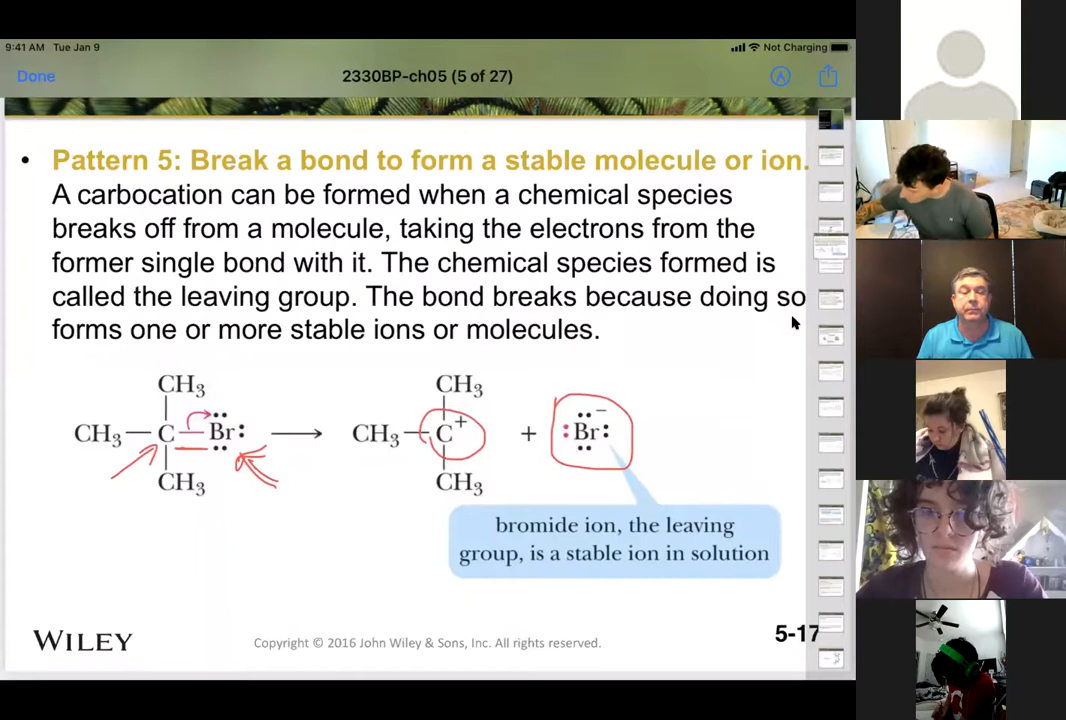 9:41 AM Tue Jan 9
Not Charging
Done
2330BP-ch05 (5 of 27)
• Pattern 5: Break a bond to form a stable molecule or ion.
A carbocation can be formed when a chemical species
breaks off from a molecule, taking the electrons from the
former single bond with it. The chemical species formed is
called the leaving group. The bond breaks because doing so
forms one or more stable ions or molecules.
CH₃ CH₃
CH₃—C—Br: ⟶ CH₃—C⁺ + :Br:⁻
CH₃ CH₃
bromide ion, the leaving
group, is a stable ion in solution
WILEY
Copyright © 2016 John Wiley & Sons, Inc. All rights reserved.
5-17